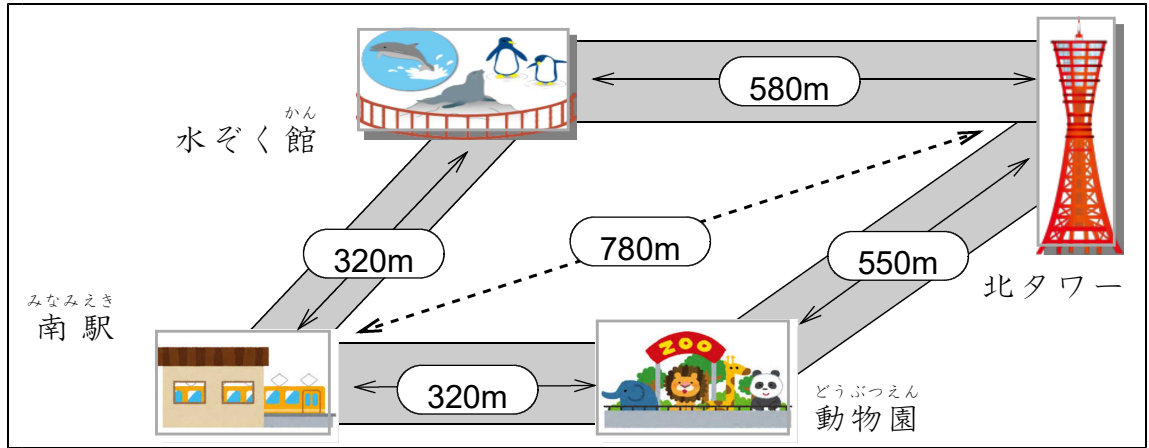 580m
かん
水ぞく館
320m
780m
550m
北タワー
みなみえき
南駅
ZOO
320m
どうぶつえん
動物園